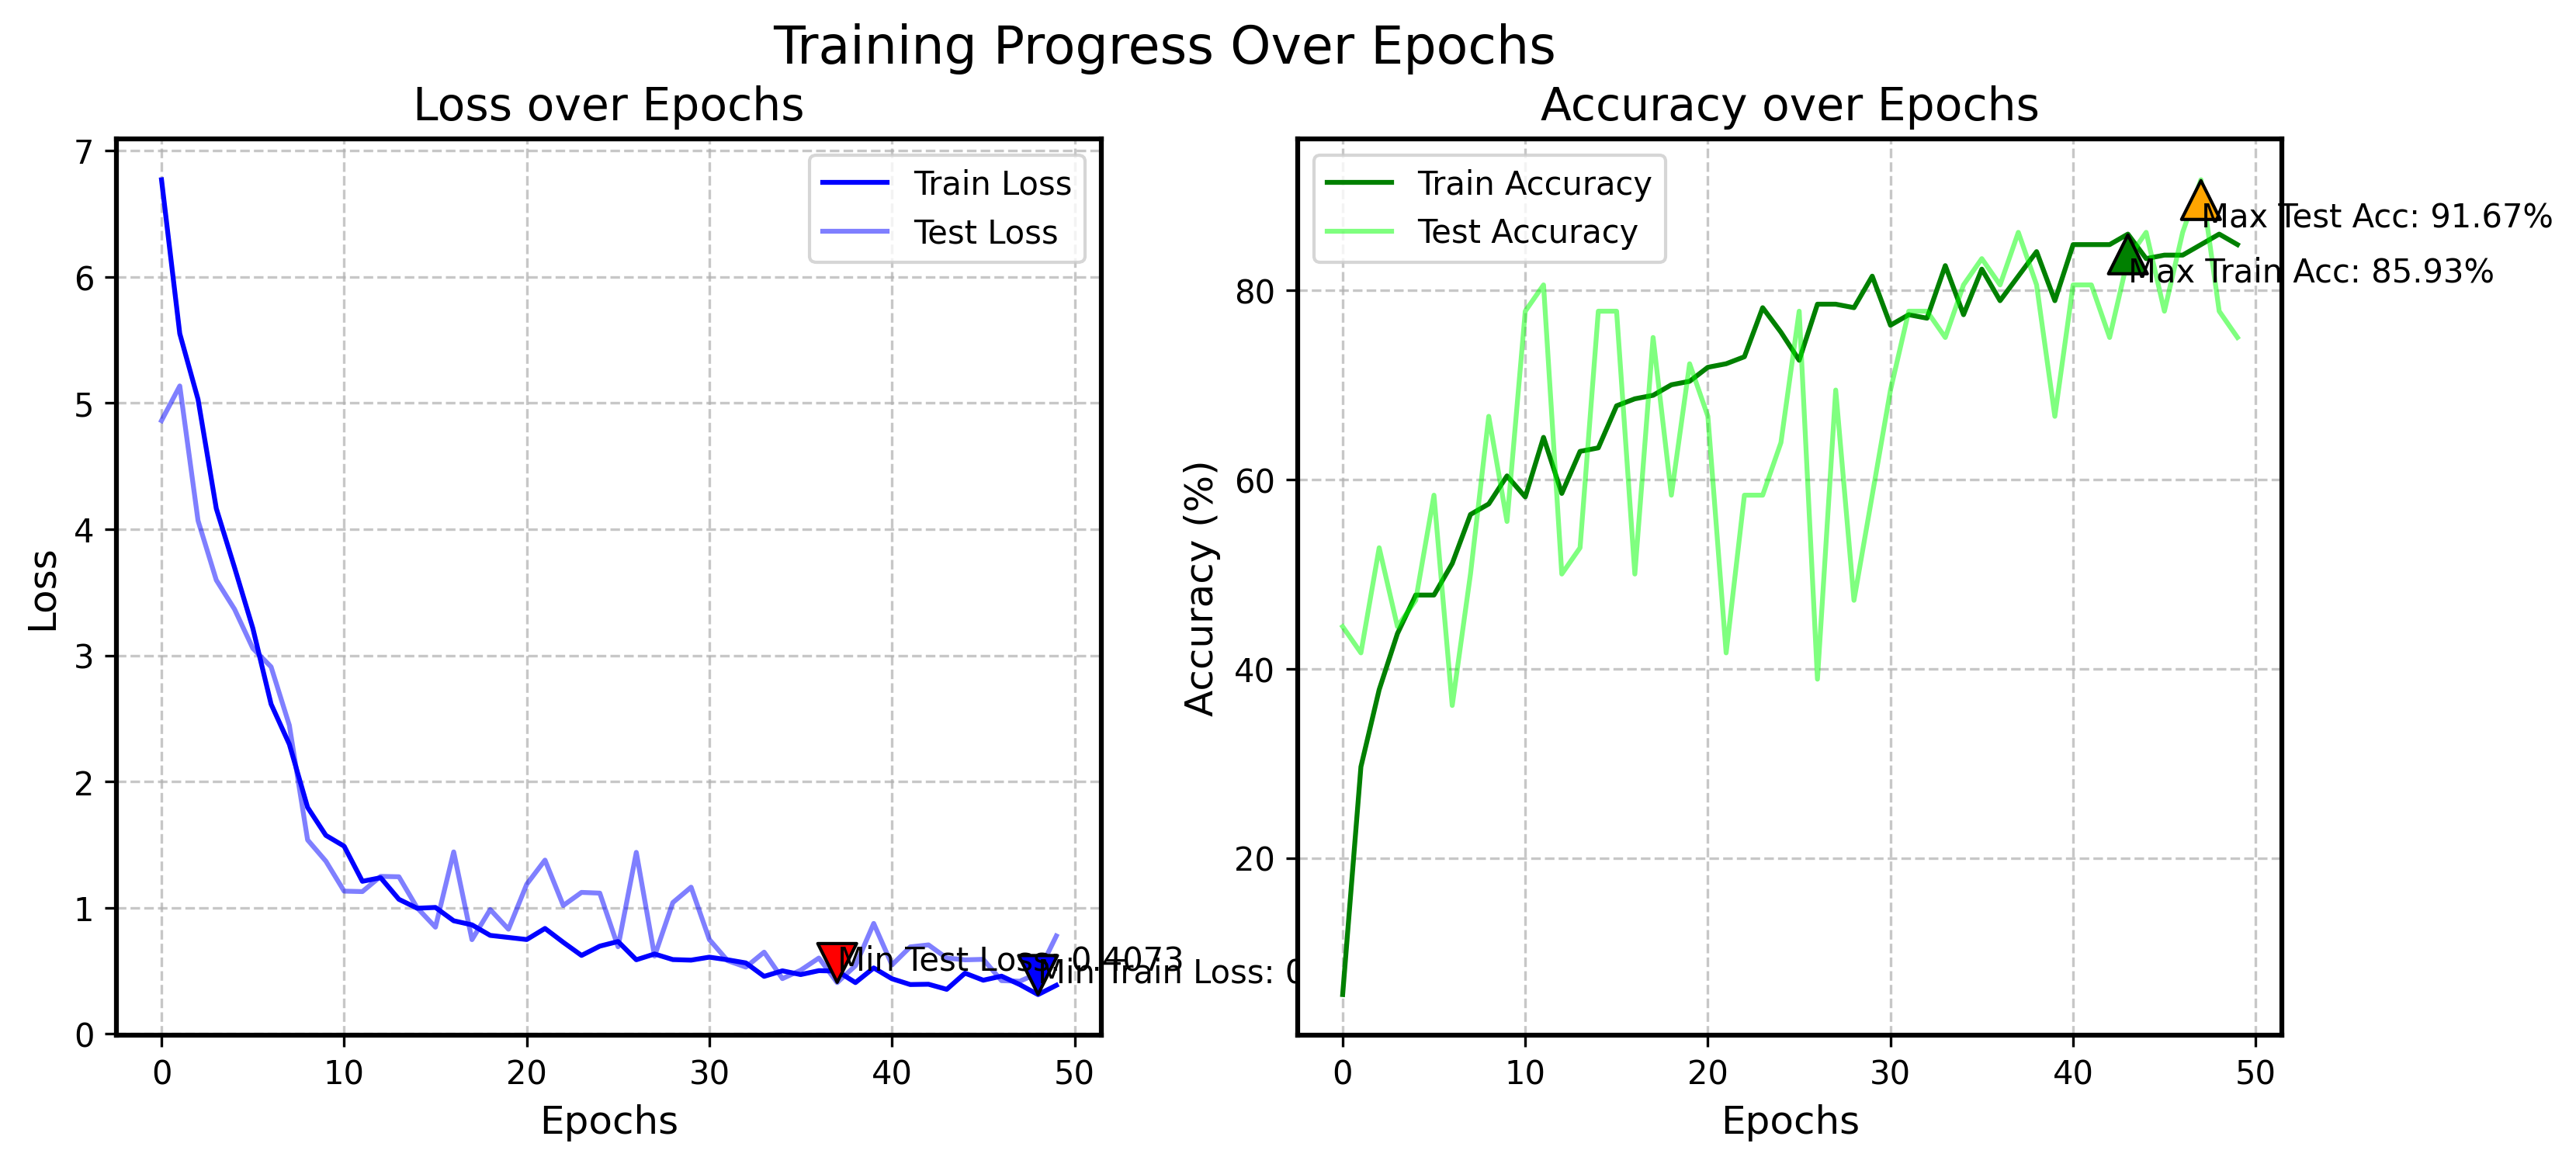 Training Progress Over Epochs
Loss over Epochs
7
6
5
4
3
2
1
0
Loss
Train Loss
Test Loss
Min Test Loss: 0.4073
Min Train Loss: 0
0 10 20 30 40 50
Epochs
Accuracy over Epochs
80
60
40
20
Accuracy (%)
Train Accuracy
Test Accuracy
Max Test Acc: 91.67%
Max Train Acc: 85.93%
0 10 20 30 40 50
Epochs